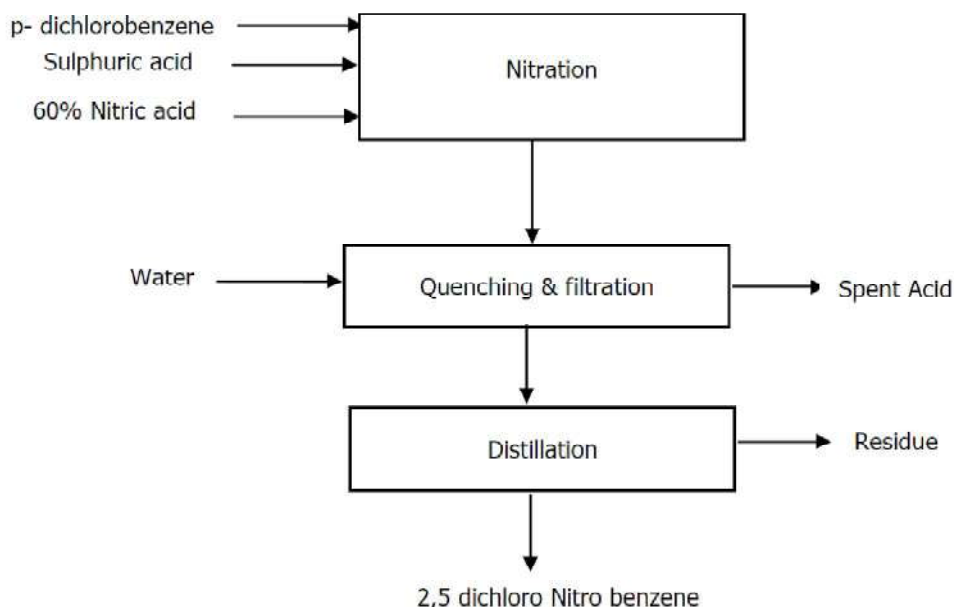 p- dichlorobenzene
Sulphuric acid
60% Nitric acid
Nitration
Water
Quenching & filtration
Spent Acid
Distillation
Residue
2,5 dichloro Nitro benzene